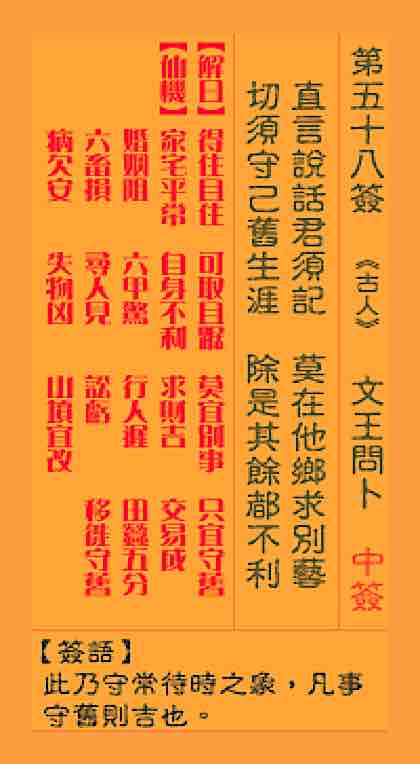 第五十八簽 《古人》 文王問卜 中簽
直言說話君須記 莫在他鄉求別藝
切須守己舊生涯 除是其餘都不利
【解曰】 得住且住 可取且 莫宜別事 只宜守舊
【仙機】 家宅平常 自身不利 求財吉 交易成
婚姻阻 六甲驚 行人遲 田蠶五分
六畜損 尋人見 訟虧 移徙守舊
病欠安 失物凶 山墳宜改
【簽語】
此乃守常待時之象，凡事
守舊則吉也。